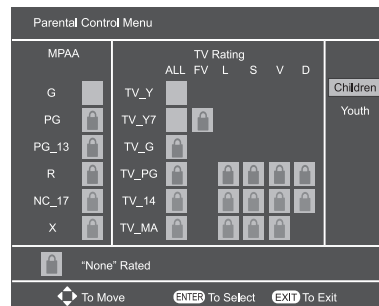 Parental Control Menu
MPAA
TV Rating
ALL FV L S V D
G
TV_Y
PG
TV_Y7
PG_13
TV_G
R
TV_PG
NC_17
TV_14
X
TV_MA
Children
Youth
"None" Rated
To Move
ENTER To Select
EXIT To Exit